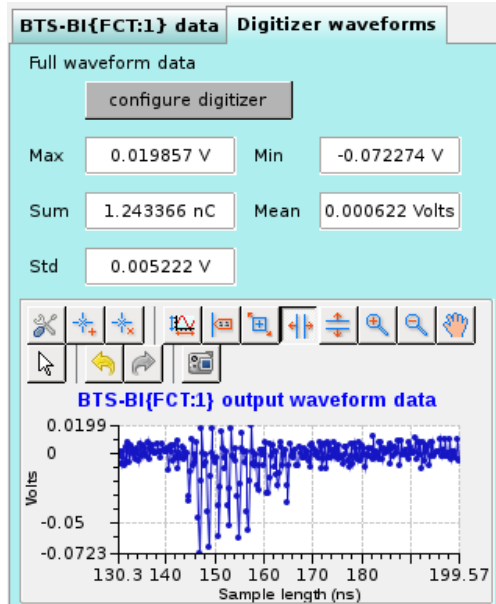 BTS-BI{FCT:1} data Digitizer waveforms
Full waveform data
configure digitizer
Max 0.019857 V Min -0.072274 V
Sum 1.243366 nC Mean 0.000622 Volts
Std 0.005222 V
BTS-BI{FCT:1} output waveform data
0.0199
0
-0.05
-0.0723
Volts
130.3 140 150 160 170 180 199.57
Sample length (ns)